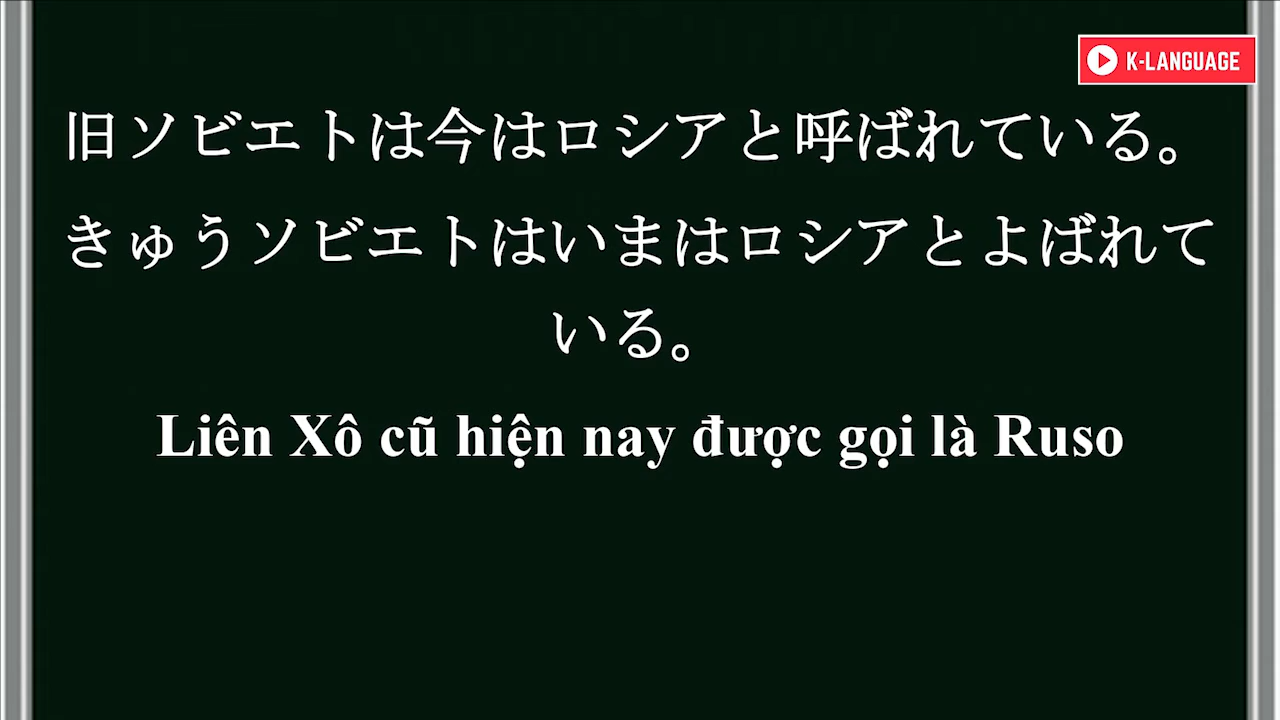 K-LANGUAGE
旧ソビエトは今はロシアと呼ばれている。
きゅうソビエトはいまはロシアとよばれて
いる。
Liên Xô cũ hiện nay được gọi là Ruso